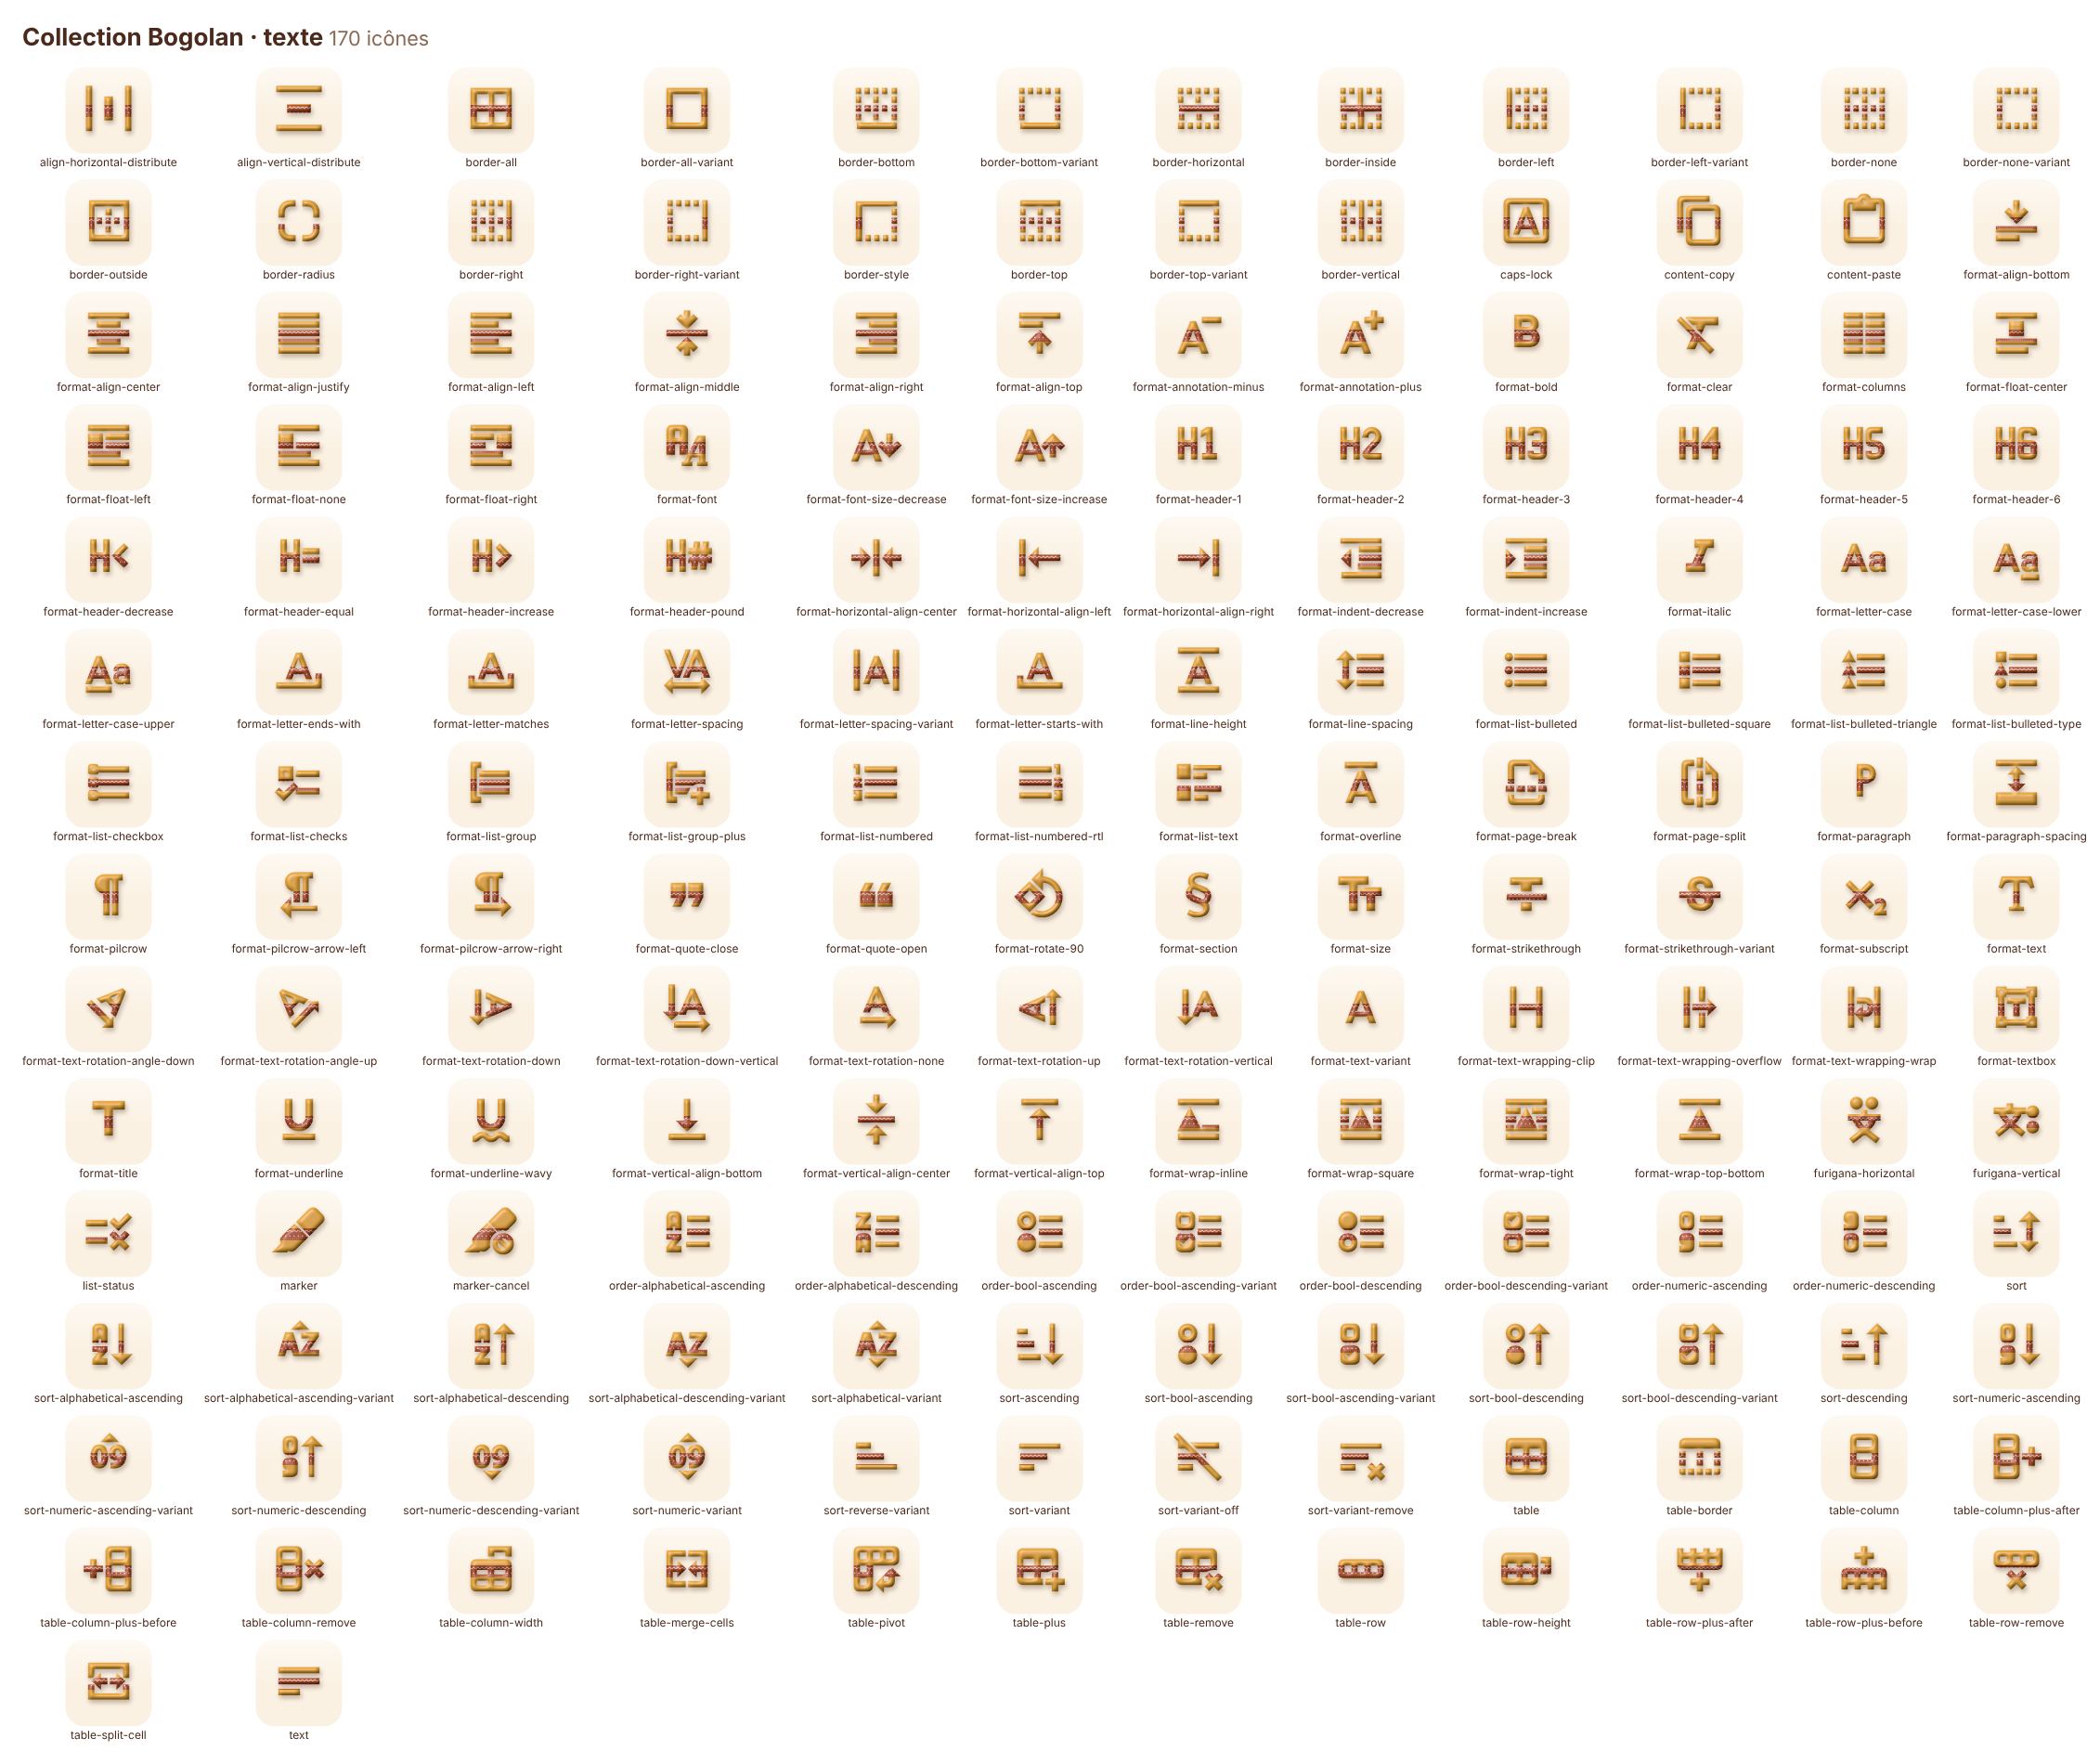 Collection Bogolan · texte 170 icônes
align-horizontal-distribute align-vertical-distribute border-all border-all-variant border-bottom border-bottom-variant border-horizontal border-inside border-left border-left-variant border-none border-none-variant
border-outside border-radius border-right border-right-variant border-style border-top border-top-variant border-vertical caps-lock content-copy content-paste format-align-bottom
format-align-center format-align-justify format-align-left format-align-middle format-align-right format-align-top format-annotation-minus format-annotation-plus format-bold format-clear format-columns format-float-center
format-float-left format-float-none format-float-right format-font format-font-size-decrease format-font-size-increase format-header-1 format-header-2 format-header-3 format-header-4 format-header-5 format-header-6
format-header-decrease format-header-equal format-header-increase format-header-pound format-horizontal-align-center format-horizontal-align-left format-horizontal-align-right format-indent-decrease format-indent-increase format-italic format-letter-case format-letter-case-lower
format-letter-case-upper format-letter-ends-with format-letter-matches format-letter-spacing format-letter-spacing-variant format-letter-starts-with format-line-height format-line-spacing format-list-bulleted format-list-bulleted-square format-list-bulleted-triangle format-list-bulleted-type
format-list-checkbox format-list-checks format-list-group format-list-group-plus format-list-numbered format-list-numbered-rtl format-list-text format-overline format-page-break format-page-split format-paragraph format-paragraph-spacing
format-pilcrow format-pilcrow-arrow-left format-pilcrow-arrow-right format-quote-close format-quote-open format-rotate-90 format-section format-size format-strikethrough format-strikethrough-variant format-subscript format-text
format-text-rotation-angle-down format-text-rotation-angle-up format-text-rotation-down format-text-rotation-down-vertical format-text-rotation-none format-text-rotation-up format-text-rotation-vertical format-text-variant format-text-wrapping-clip format-text-wrapping-overflow format-text-wrapping-wrap format-textbox
format-title format-underline format-underline-wavy format-vertical-align-bottom format-vertical-align-center format-vertical-align-top format-wrap-inline format-wrap-square format-wrap-tight format-wrap-top-bottom furigana-horizontal furigana-vertical
list-status marker marker-cancel order-alphabetical-ascending order-alphabetical-descending order-bool-ascending order-bool-ascending-variant order-bool-descending order-bool-descending-variant order-numeric-ascending order-numeric-descending sort
sort-alphabetical-ascending sort-alphabetical-ascending-variant sort-alphabetical-descending sort-alphabetical-descending-variant sort-alphabetical-variant sort-ascending sort-bool-ascending sort-bool-ascending-variant sort-bool-descending sort-bool-descending-variant sort-descending sort-numeric-ascending
sort-numeric-ascending-variant sort-numeric-descending sort-numeric-descending-variant sort-numeric-variant sort-reverse-variant sort-variant sort-variant-off sort-variant-remove table table-border table-column table-column-plus-after
table-column-plus-before table-column-remove table-column-width table-merge-cells table-pivot table-plus table-remove table-row table-row-height table-row-plus-after table-row-plus-before table-row-remove
table-split-cell text